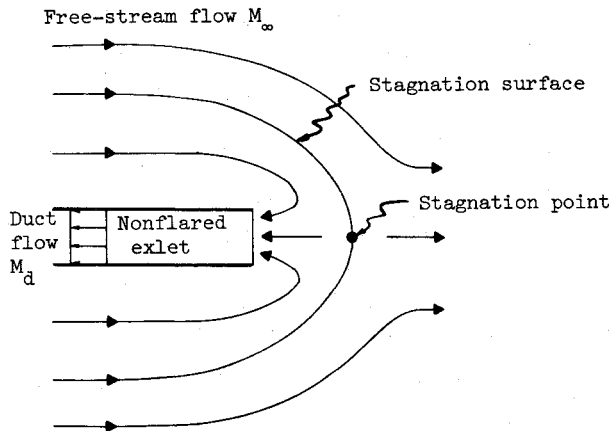 Free-stream flow M∞
Stagnation surface
Stagnation point
Duct
flow
Md
Nonflared
exlet